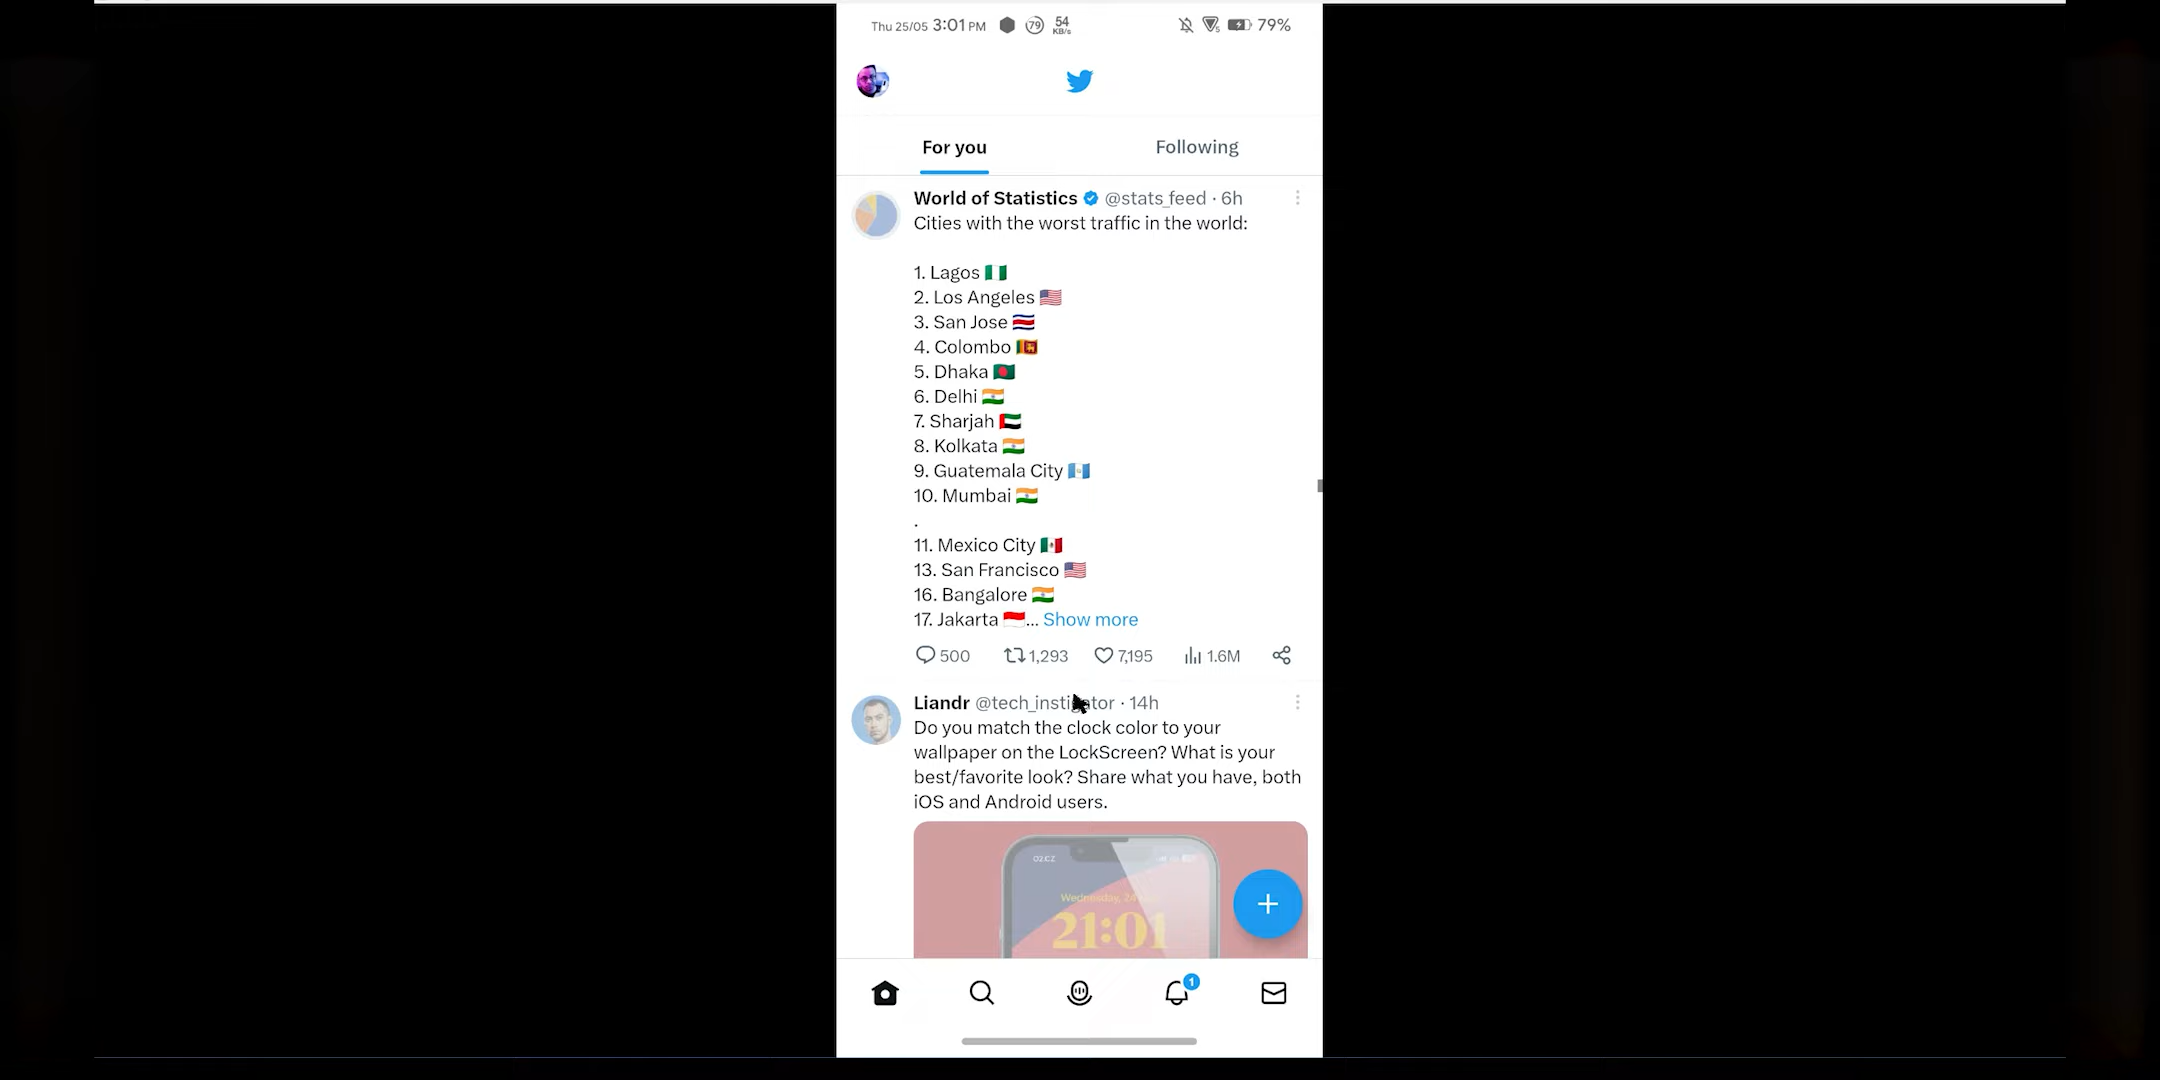 Thu 25/05 3:01 PM 79 54 KB/s 79%
For you Following
World of Statistics @stats_feed · 6h
Cities with the worst traffic in the world:
1. Lagos 🇳🇬
2. Los Angeles 🇺🇸
3. San Jose 🇨🇷
4. Colombo 🇱🇰
5. Dhaka 🇧🇩
6. Delhi 🇮🇳
7. Sharjah 🇦🇪
8. Kolkata 🇮🇳
9. Guatemala City 🇬🇹
10. Mumbai 🇮🇳
.
11. Mexico City 🇲🇽
13. San Francisco 🇺🇸
16. Bangalore 🇮🇳
17. Jakarta 🇮🇩... Show more
500 1,293 7,195 1.6M
Liandr @tech_instigator · 14h
Do you match the clock color to your
wallpaper on the LockScreen? What is your
best/favorite look? Share what you have, both
iOS and Android users.
O2 CZ
Wednesday, 24
21:01
1